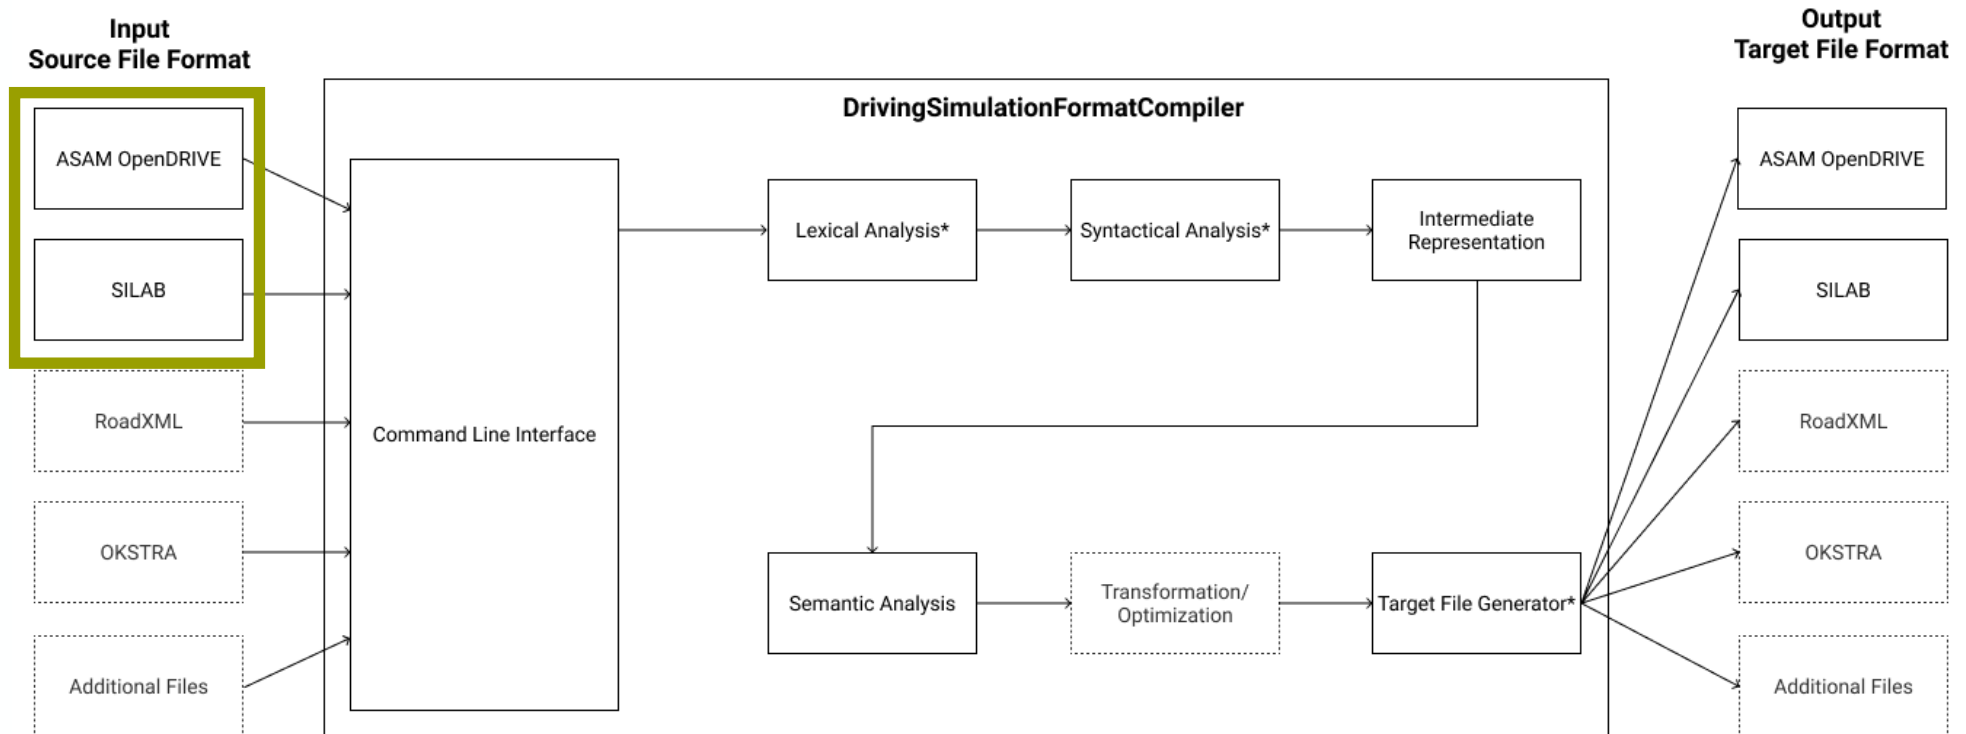 Input
Source File Format
ASAM OpenDRIVE
SILAB
RoadXML
OKSTRA
Additional Files
DrivingSimulationFormatCompiler
Command Line Interface
Lexical Analysis*
Syntactical Analysis*
Intermediate
Representation
Semantic Analysis
Transformation/
Optimization
Target File Generator*
Output
Target File Format
ASAM OpenDRIVE
SILAB
RoadXML
OKSTRA
Additional Files